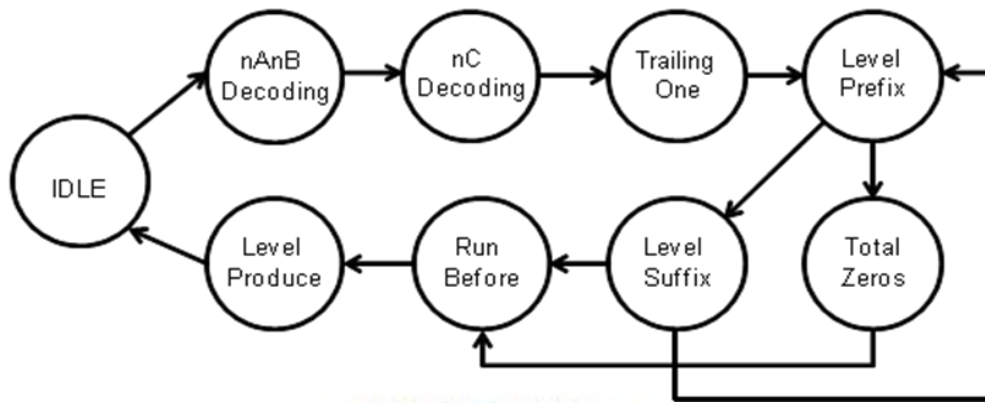 nAnB
Decoding
nC
Decoding
Trailing
One
Level
Prefix
IDLE
Level
Produce
Run
Before
Level
Suffix
Total
Zeros